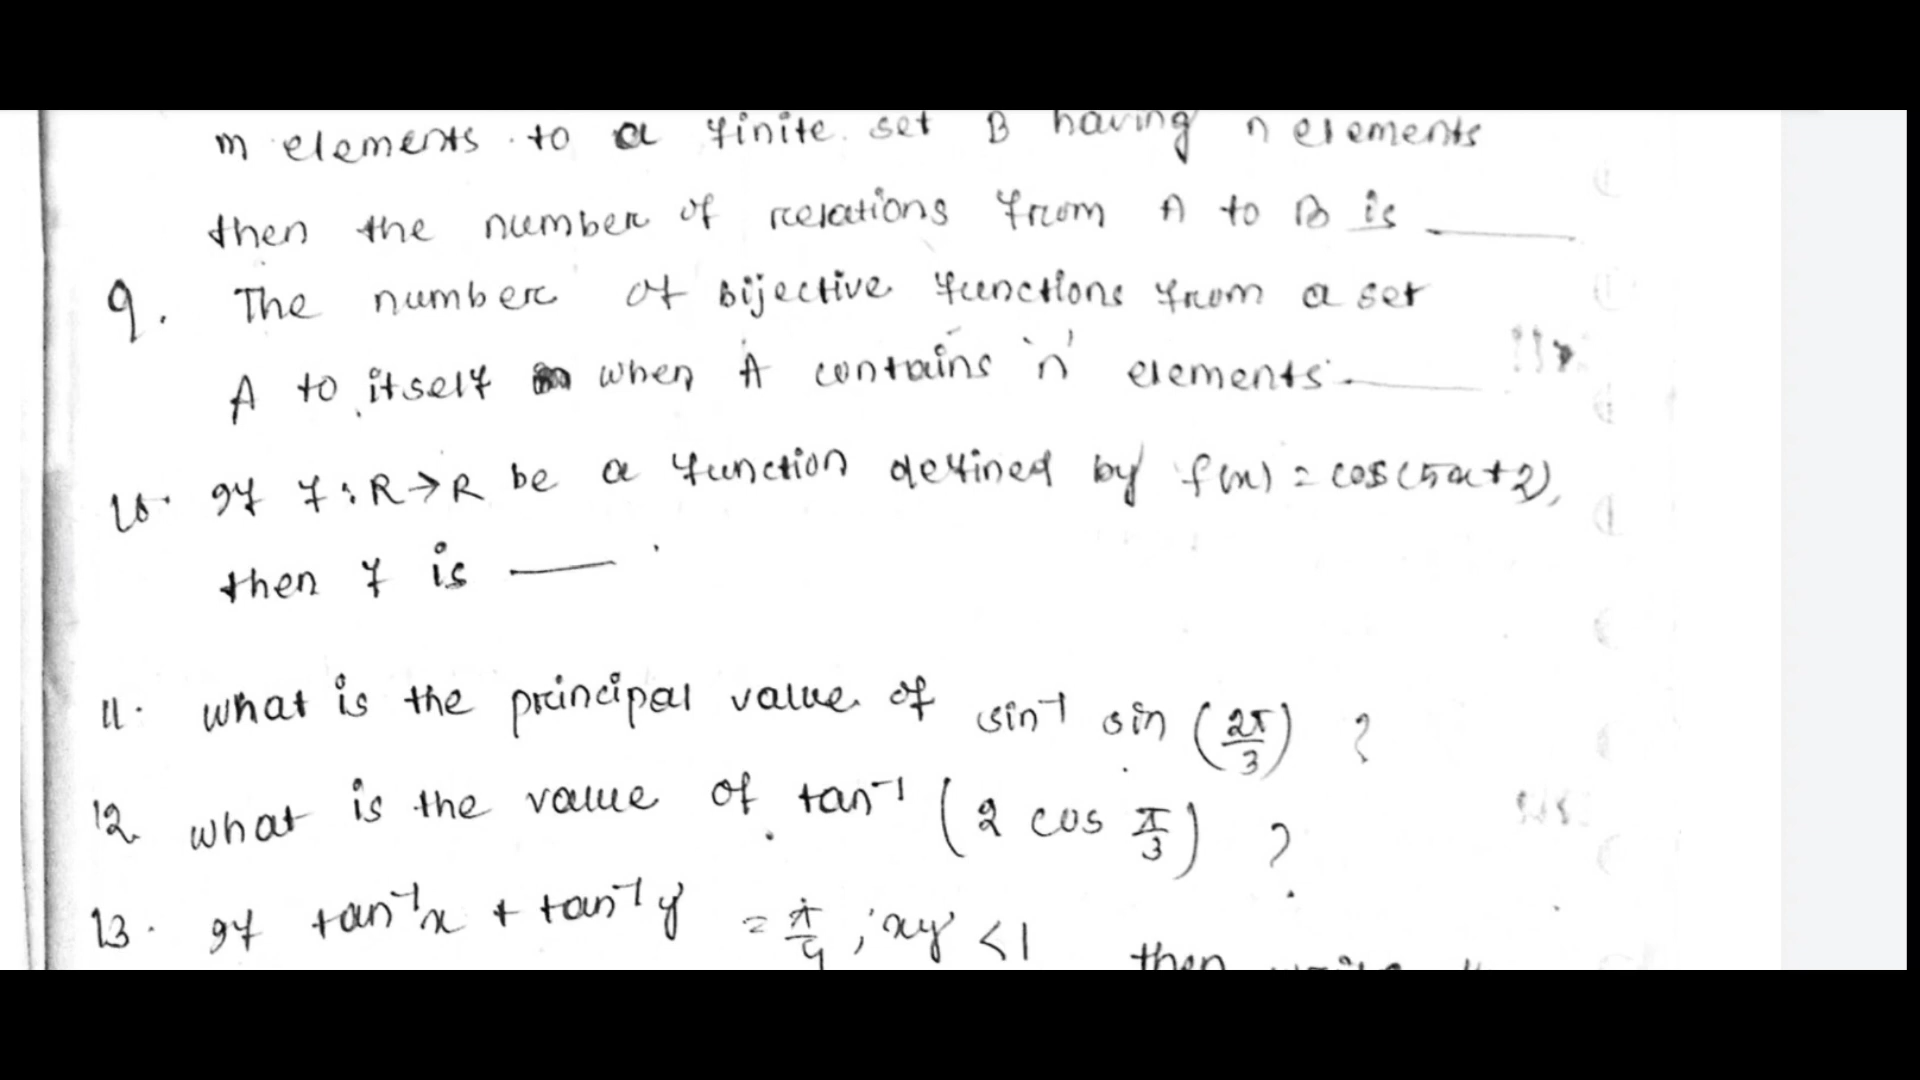 m elements to a finite set B having n elements
then the number of relations from A to B is ____
9. The number of bijective functions from a set
A to itself when A contains 'n' elements ____
10. If f : R → R be a function defined by f(x) = cos(5x+2),
then f is ____
11. what is the principal value of sin⁻¹ sin (2π/3) ?
12. what is the value of tan⁻¹ (2 cos π/3) ?
13. If tan⁻¹x + tan⁻¹y = π/4 ; xy < 1 then